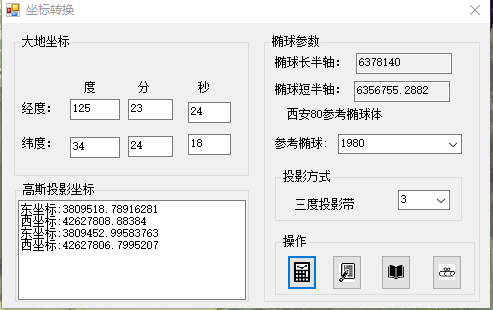 坐标转换
大地坐标
度 分 秒
经度： 125 23 24
纬度： 34 24 18
高斯投影坐标
东坐标:3809518.78916281
西坐标:42627808.88384
东坐标:3809452.99583763
西坐标:42627806.7995207
椭球参数
椭球长半轴： 6378140
椭球短半轴： 6356755.2882
西安80参考椭球体
参考椭球： 1980
投影方式
三度投影带 3
操作